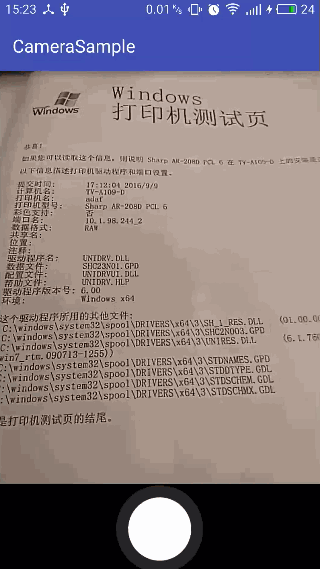 15:23
0.01 K/s
24
CameraSample
Windows
Windows
打印机测试页
恭喜!
如果您可以读取这个信息，则说明 Sharp AR-208D PCL 6 在 TV-A109-D 上的安装是
以下信息描述打印机驱动程序和端口设置。
提交时间: 17:12:04 2016/9/9
计算机名: TV-A109-D
打印机名: adaf
打印机型号: Sharp AR-208D PCL 6
彩色支持: 否
端口名: 10.1.98.244_2
数据格式: RAW
共享名:
位置:
注释:
驱动程序名: UNIDRV.DLL
数据文件: SHC23N01.GPD
配置文件: UNIDRVUI.DLL
帮助文件: UNIDRV.HLP
驱动程序版本号: 6.00
环境: Windows x64
这个驱动程序所用的其他文件:
C:\windows\system32\spool\DRIVERS\x64\3\SH_1_RES.DLL (01.00.00
C:\windows\system32\spool\DRIVERS\x64\3\SHC2N003.GPD
C:\windows\system32\spool\DRIVERS\x64\3\UNIRES.DLL (6.1.760
win7_rtm.090713-1255))
C:\windows\system32\spool\DRIVERS\x64\3\STDNAMES.GPD
C:\windows\system32\spool\DRIVERS\x64\3\STDDTYPE.GDL
:\windows\system32\spool\DRIVERS\x64\3\STDSCHEM.GDL
:\windows\system32\spool\DRIVERS\x64\3\STDSCHMX.GDL
是打印机测试页的结尾。